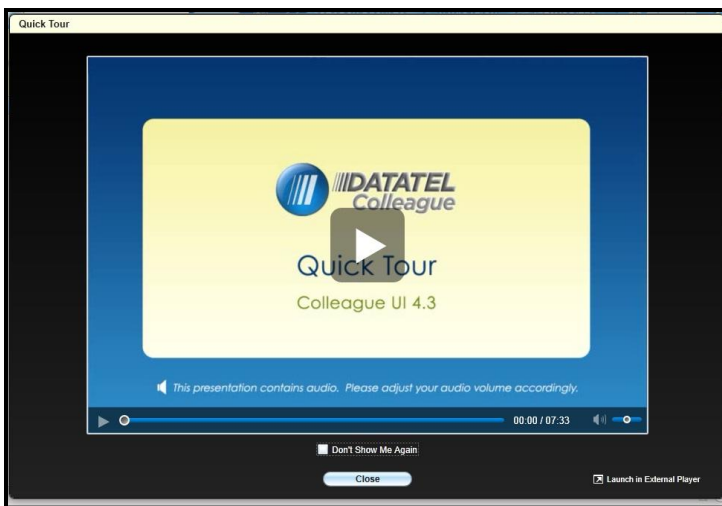 Quick Tour
DATATEL
Colleague
Quick Tour
Colleague UI 4.3
This presentation contains audio. Please adjust your audio volume accordingly.
00:00 / 07:33
Don't Show Me Again
Close
Launch in External Player